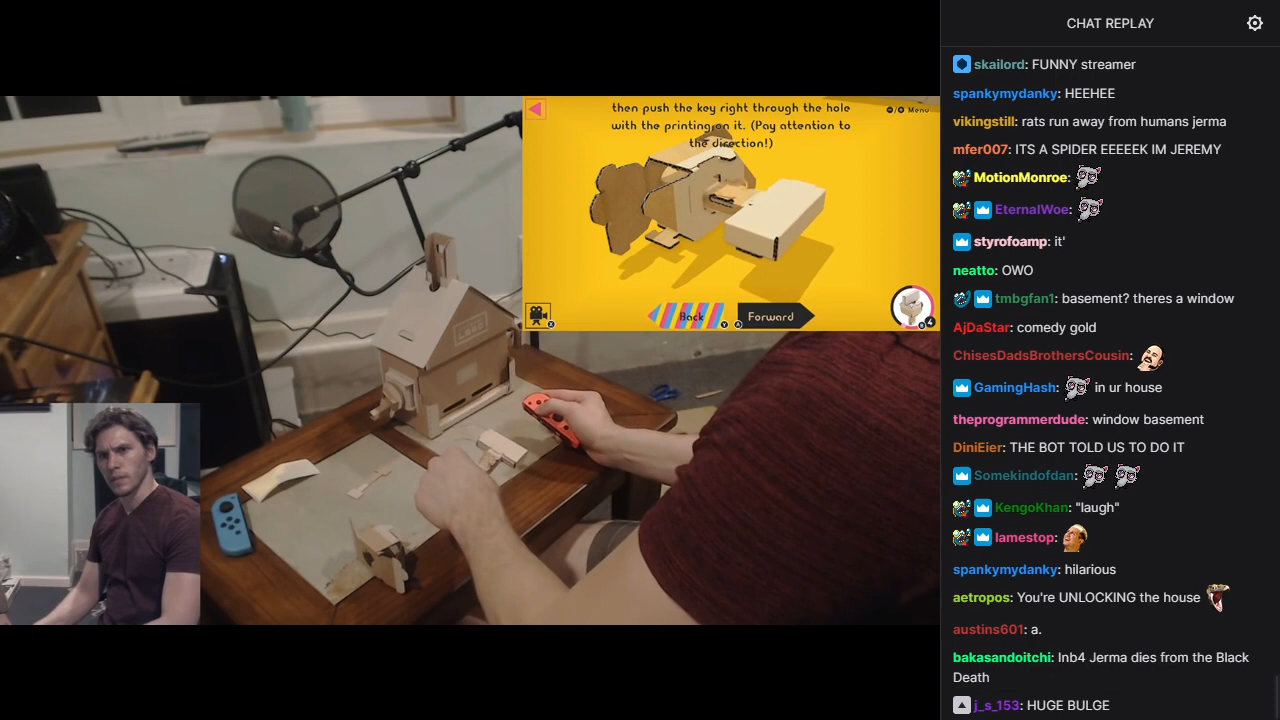 then push the key right through the hole
with the printing on it. (Pay attention to
the direction!)
Menu
Back
Forward
LABO
CHAT REPLAY
skailord: FUNNY streamer
spankymydanky: HEEHEE
vikingstill: rats run away from humans jerma
mfer007: ITS A SPIDER EEEEEK IM JEREMY
MotionMonroe:
EternalWoe:
styrofoamp: it'
neatto: OWO
tmbgfan1: basement? theres a window
AjDaStar: comedy gold
ChisesDadsBrothersCousin:
GamingHash: in ur house
theprogrammerdude: window basement
DiniEier: THE BOT TOLD US TO DO IT
Somekindofdan:
KengoKhan: "laugh"
lamestop:
spankymydanky: hilarious
aetropos: You're UNLOCKING the house
austins601: a.
bakasandoitchi: Inb4 Jerma dies from the Black
Death
j_s_153: HUGE BULGE